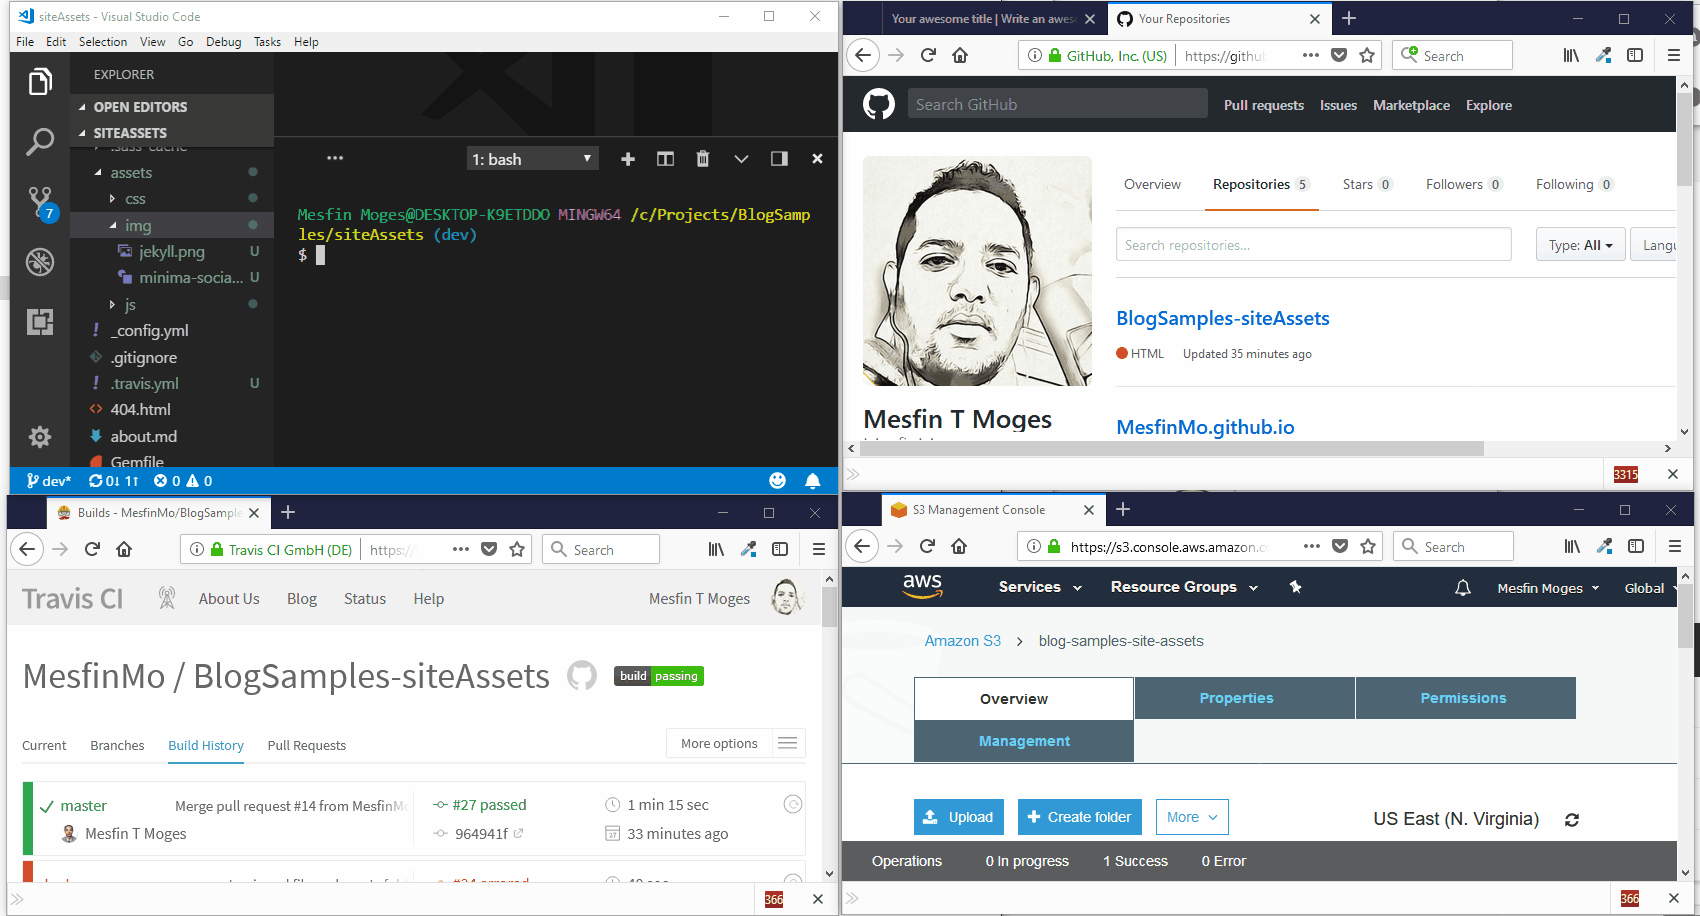 siteAssets - Visual Studio Code
File Edit Selection View Go Debug Tasks Help
EXPLORER
OPEN EDITORS
SITEASSETS
.sass-cache
assets
css
img
jekyll.png U
minima-socia... U
js
_config.yml
.gitignore
.travis.yml U
404.html
about.md
Gemfile
7
1: bash
Mesfin Moges@DESKTOP-K9ETDDO MINGW64 /c/Projects/BlogSamp
les/siteAssets (dev)
$
dev* 0↓ 1↑ 0 0
Your awesome title | Write an awes
Your Repositories
GitHub, Inc. (US) https://github
Search
Search GitHub
Pull requests Issues Marketplace Explore
Overview Repositories 5 Stars 0 Followers 0 Following 0
Search repositories...
Type: All
Langu
BlogSamples-siteAssets
HTML Updated 35 minutes ago
Mesfin T Moges
MesfinMo.github.io
3315
Builds - MesfinMo/BlogSample
Travis CI GmbH (DE) https://
Search
Travis CI About Us Blog Status Help Mesfin T Moges
MesfinMo / BlogSamples-siteAssets build passing
Current Branches Build History Pull Requests
More options
master Merge pull request #14 from MesfinMo #27 passed 1 min 15 sec
Mesfin T Moges 964941f 27 33 minutes ago
366
S3 Management Console
https://s3.console.aws.amazon.c
Search
aws Services Resource Groups Mesfin Moges Global
Amazon S3 blog-samples-site-assets
Overview Properties Permissions
Management
Upload Create folder More US East (N. Virginia)
Operations 0 In progress 1 Success 0 Error
366